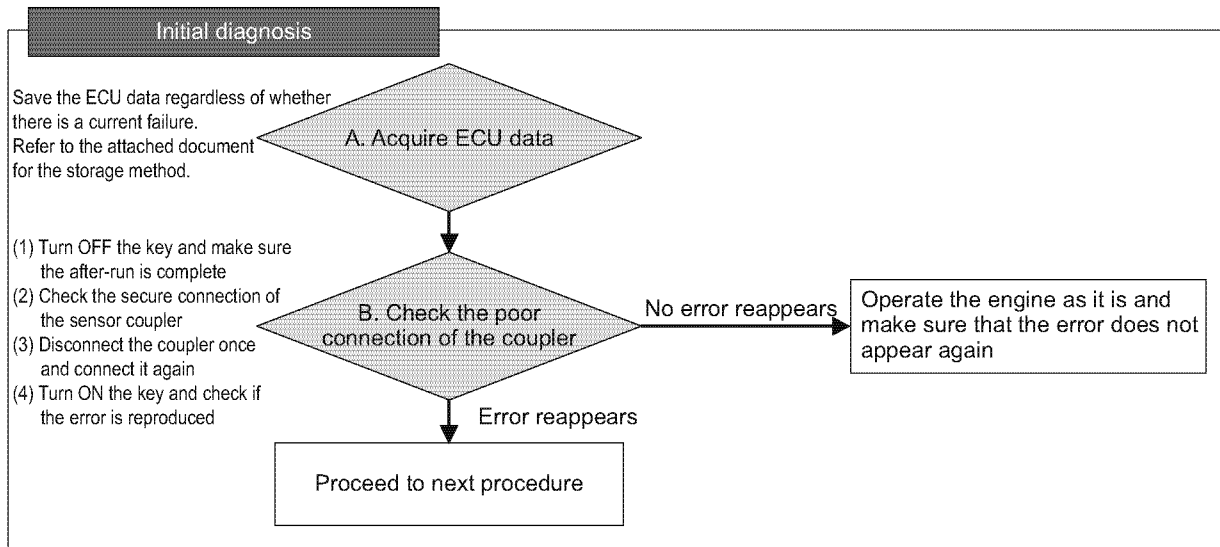 Initial diagnosis
Save the ECU data regardless of whether
there is a current failure.
Refer to the attached document
for the storage method.
A. Acquire ECU data
(1) Turn OFF the key and make sure
the after-run is complete
(2) Check the secure connection of
the sensor coupler
(3) Disconnect the coupler once
and connect it again
(4) Turn ON the key and check if
the error is reproduced
B. Check the poor
connection of the coupler
No error reappears
Operate the engine as it is and
make sure that the error does not
appear again
Error reappears
Proceed to next procedure